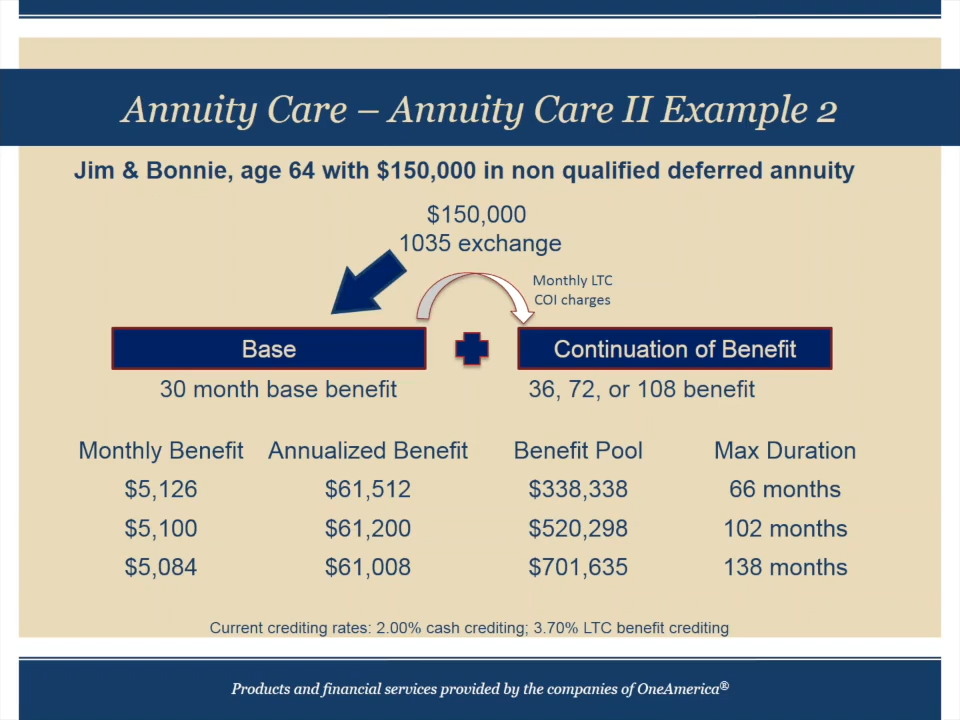 Annuity Care – Annuity Care II Example 2
Jim & Bonnie, age 64 with $150,000 in non qualified deferred annuity
$150,000
1035 exchange
Monthly LTC
COI charges
Base
Continuation of Benefit
30 month base benefit
36, 72, or 108 benefit
Monthly Benefit Annualized Benefit Benefit Pool Max Duration
$5,126 $61,512 $338,338 66 months
$5,100 $61,200 $520,298 102 months
$5,084 $61,008 $701,635 138 months
Current crediting rates: 2.00% cash crediting; 3.70% LTC benefit crediting
Products and financial services provided by the companies of OneAmerica®